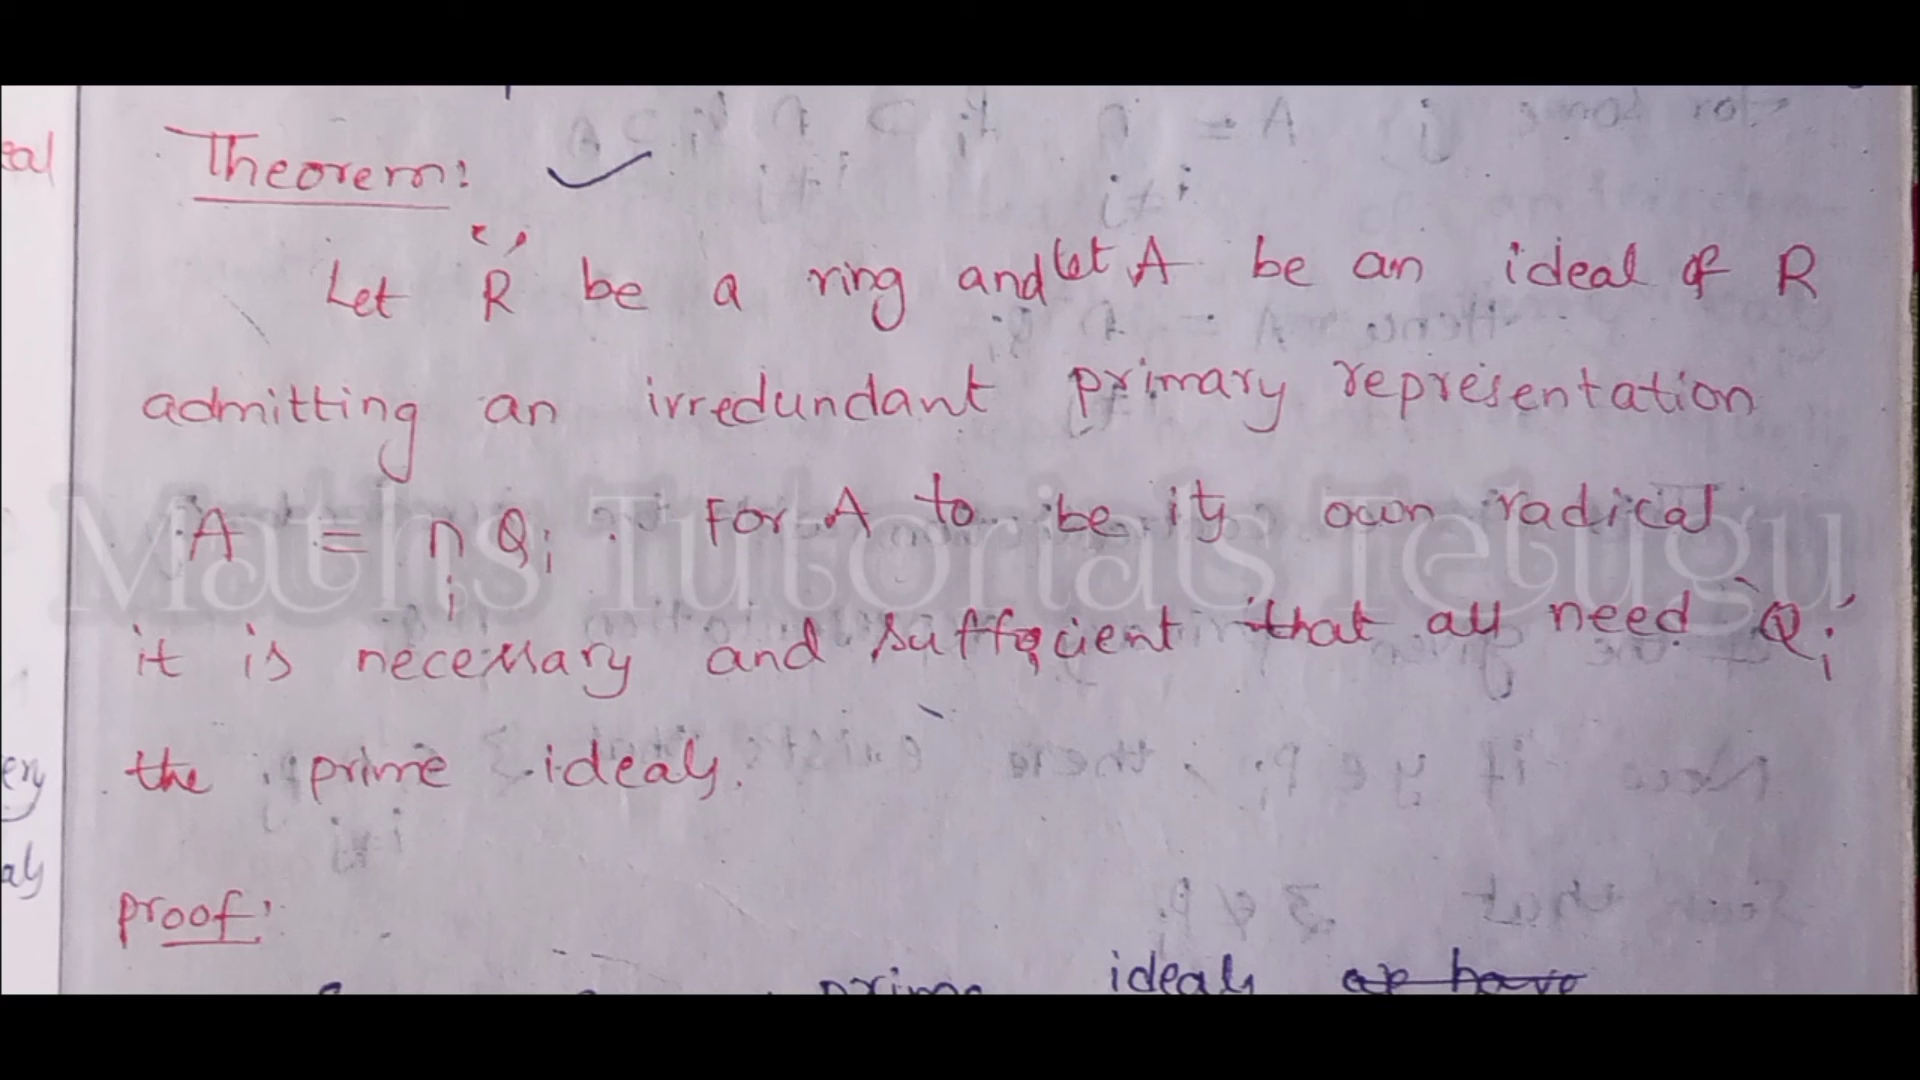 eal
Theorem:
Let 'R' be a ring and let A be an ideal of R
admitting an irredundant primary representation
A = ∩ Qi . For A to be its own radical
i
it is necessary and sufficient that all need 'Qi'
the prime ideals.
Proof:
prime ideals
Maths Tutorials Telugu